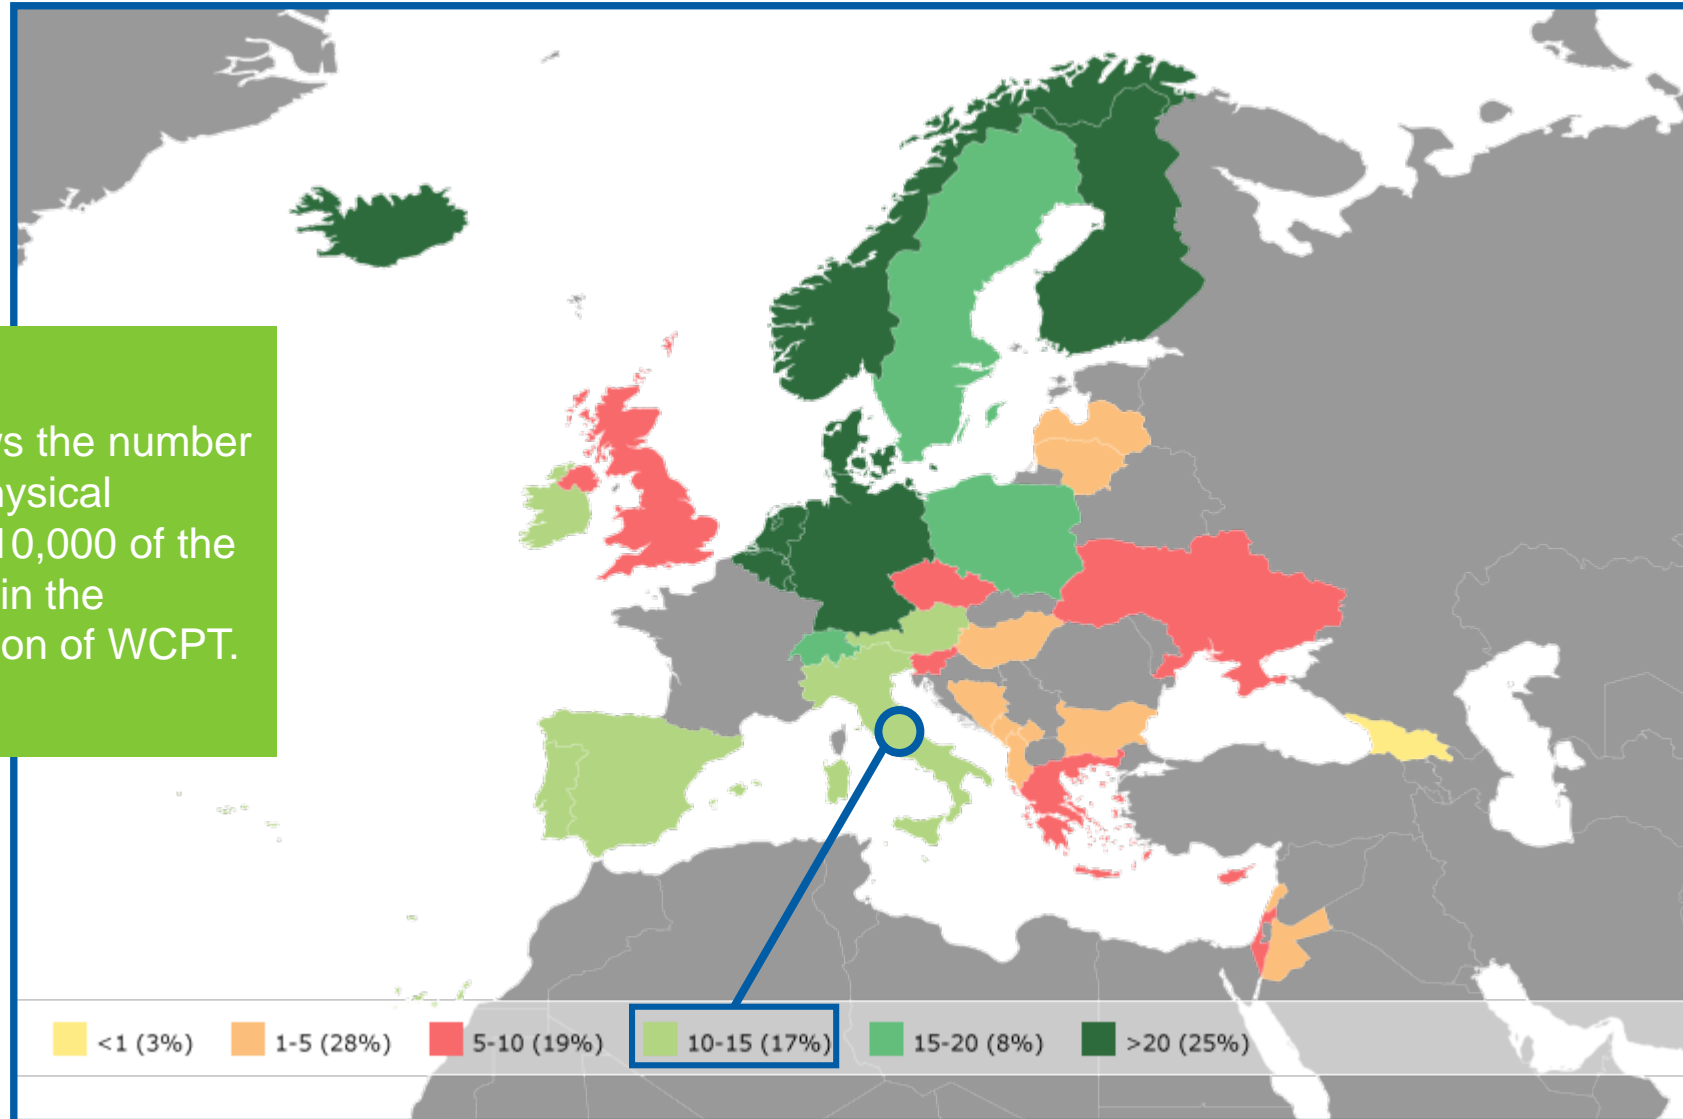 s the number
ysical
10,000 of the
in the
on of WCPT.
<1 (3%)
1-5 (28%)
5-10 (19%)
10-15 (17%)
15-20 (8%)
>20 (25%)